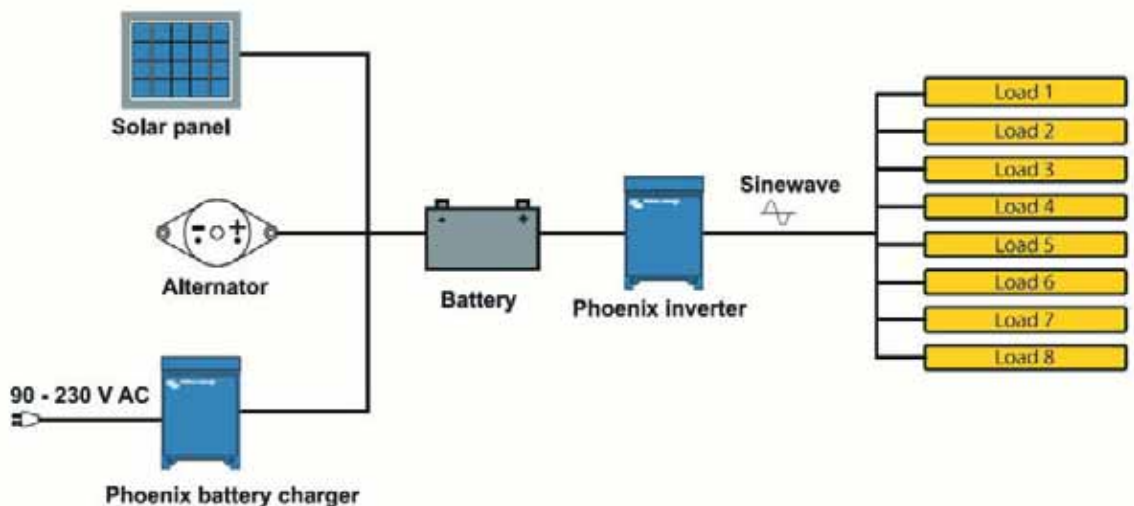 Solar panel
Alternator
90 - 230 V AC
Phoenix battery charger
Battery
Phoenix inverter
Sinewave
Load 1
Load 2
Load 3
Load 4
Load 5
Load 6
Load 7
Load 8